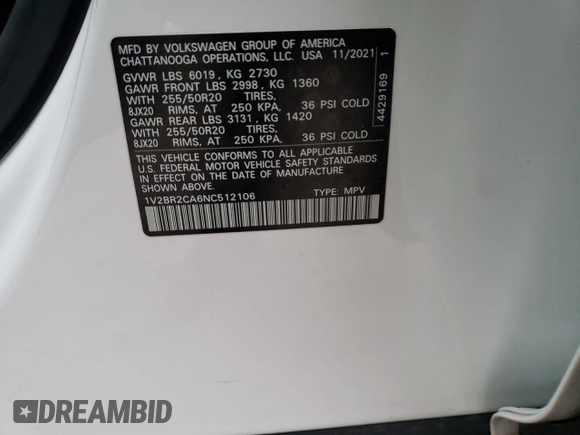 MFD BY VOLKSWAGEN GROUP OF AMERICA
CHATTANOOGA OPERATIONS, LLC. USA 11/2021
GVWR LBS 6019, KG 2730
GAWR FRONT LBS 2998, KG 1360
WITH 255/50R20 TIRES,
8JX20 RIMS, AT 250 KPA, 36 PSI COLD
GAWR REAR LBS 3131, KG 1420
WITH 255/50R20 TIRES,
8JX20 RIMS, AT 250 KPA, 36 PSI COLD
THIS VEHICLE CONFORMS TO ALL APPLICABLE
U.S. FEDERAL MOTOR VEHICLE SAFETY STANDARDS
IN EFFECT ON THE DATE OF MANUFACTURE
SHOWN ABOVE.
1V2BR2CA6NC512106 TYPE: MPV
4429169 1
DREAMBID